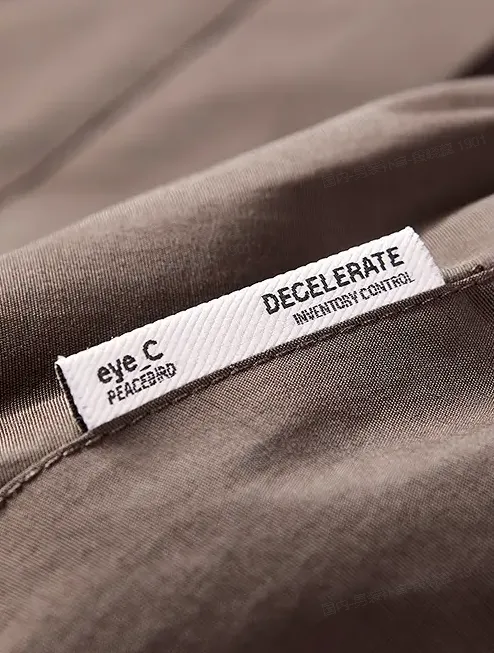 eye_C
PEACEBIRD
DECELERATE
INVENTORY CONTROL